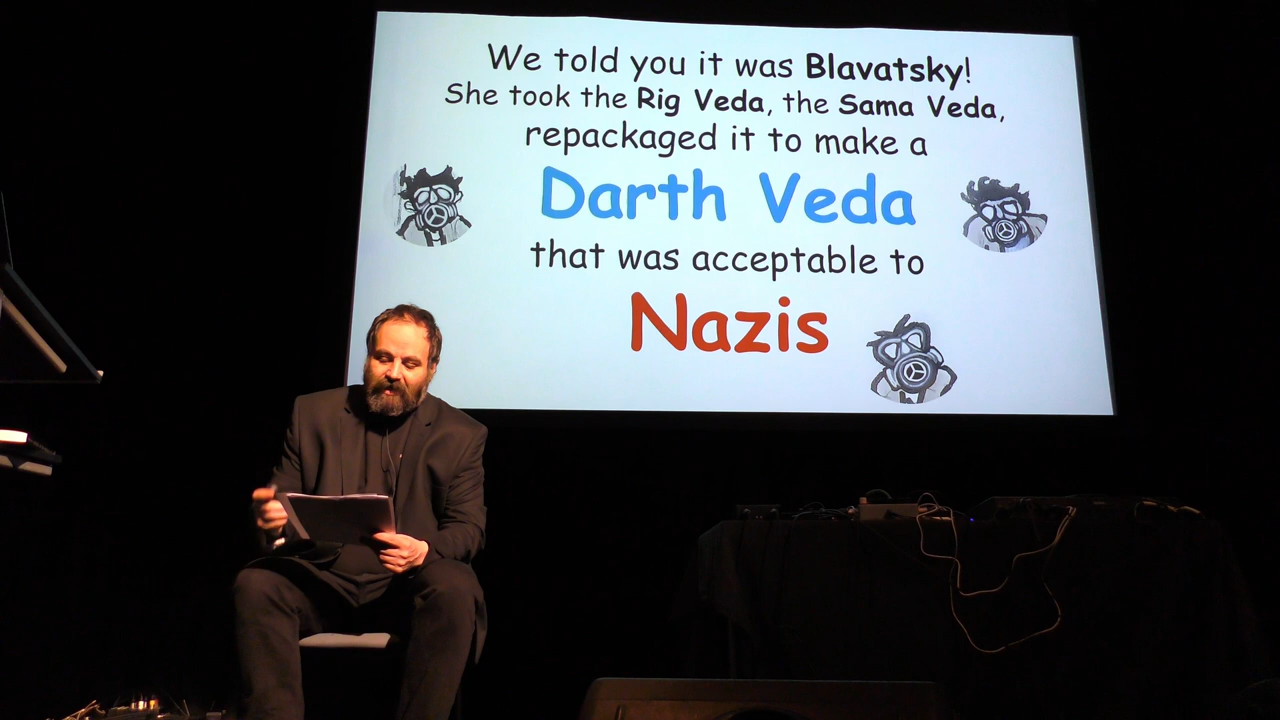 We told you it was Blavatsky!
She took the Rig Veda, the Sama Veda,
repackaged it to make a
Darth Veda
that was acceptable to
Nazis